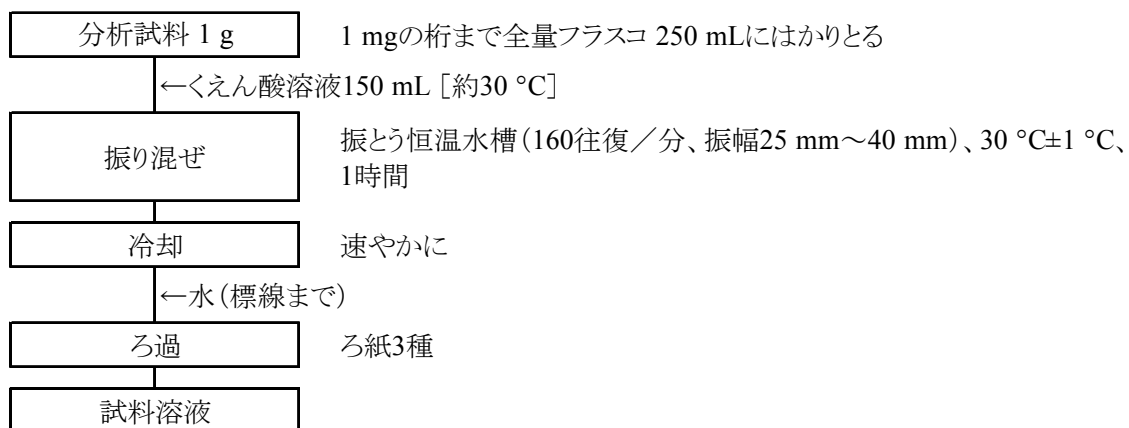 分析試料 1 g
1 mgの桁まで全量フラスコ 250 mLにはかりとる
←くえん酸溶液150 mL [約30 °C]
振り混ぜ
振とう恒温水槽(160往復/分、振幅25 mm~40 mm)、30 °C±1 °C、
1時間
冷却
速やかに
←水(標線まで)
ろ過
ろ紙3種
試料溶液